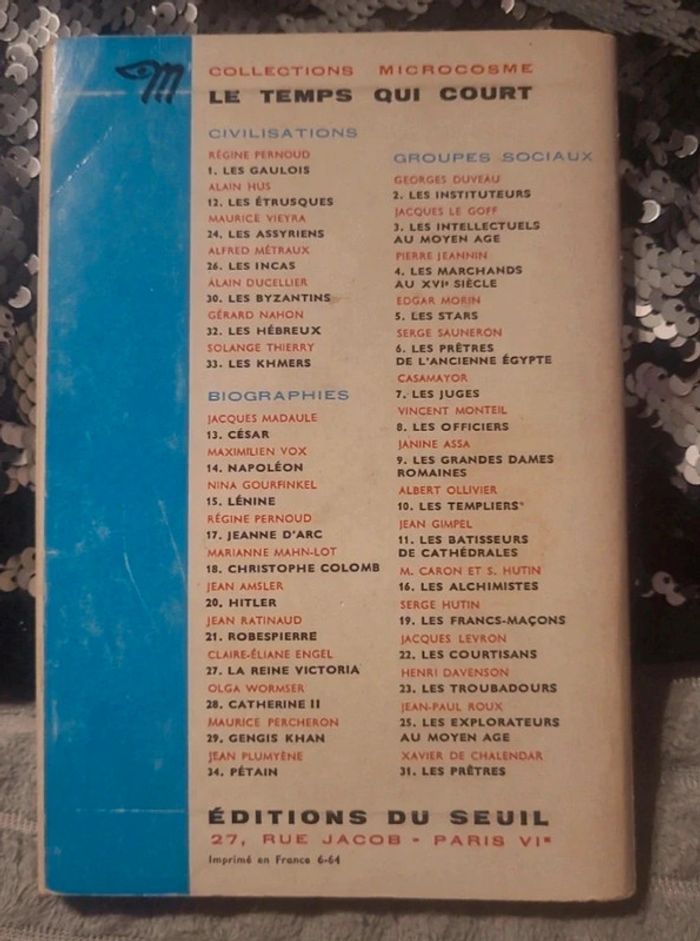 COLLECTIONS MICROCOSME
LE TEMPS QUI COURT
CIVILISATIONS
RÉGINE PERNOUD
1. LES GAULOIS
ALAIN HUS
12. LES ÉTRUSQUES
MAURICE VIEYRA
24. LES ASSYRIENS
ALFRED MÉTRAUX
26. LES INCAS
ALAIN DUCELLIER
30. LES BYZANTINS
GÉRARD NAHON
32. LES HÉBREUX
SOLANGE THIERRY
33. LES KHMERS
BIOGRAPHIES
JACQUES MADAULE
13. CÉSAR
MAXIMILIEN VOX
14. NAPOLÉON
NINA GOURFINKEL
15. LÉNINE
RÉGINE PERNOUD
17. JEANNE D'ARC
MARIANNE MAHN-LOT
18. CHRISTOPHE COLOMB
JEAN AMSLER
20. HITLER
JEAN RATINAUD
21. ROBESPIERRE
CLAIRE-ÉLIANE ENGEL
27. LA REINE VICTORIA
OLGA WORMSER
28. CATHERINE II
MAURICE PERCHERON
29. GENGIS KHAN
JEAN PLUMYÈNE
34. PÉTAIN
GROUPES SOCIAUX
GEORGES DUVEAU
2. LES INSTITUTEURS
JACQUES LE GOFF
3. LES INTELLECTUELS
AU MOYEN AGE
PIERRE JEANNIN
4. LES MARCHANDS
AU XVIe SIÈCLE
EDGAR MORIN
5. LES STARS
SERGE SAUNERON
6. LES PRÊTRES
DE L'ANCIENNE ÉGYPTE
CASAMAYOR
7. LES JUGES
VINCENT MONTEIL
8. LES OFFICIERS
JANINE ASSA
9. LES GRANDES DAMES
ROMAINES
ALBERT OLLIVIER
10. LES TEMPLIERS
JEAN GIMPEL
11. LES BATISSEURS
DE CATHÉDRALES
M. CARON ET S. HUTIN
16. LES ALCHIMISTES
SERGE HUTIN
19. LES FRANCS-MAÇONS
JACQUES LEVRON
22. LES COURTISANS
HENRI DAVENSON
23. LES TROUBADOURS
JEAN-PAUL ROUX
25. LES EXPLORATEURS
AU MOYEN AGE
XAVIER DE CHALENDAR
31. LES PRÊTRES
ÉDITIONS DU SEUIL
27, RUE JACOB - PARIS VIe
Imprimé en France 6-64